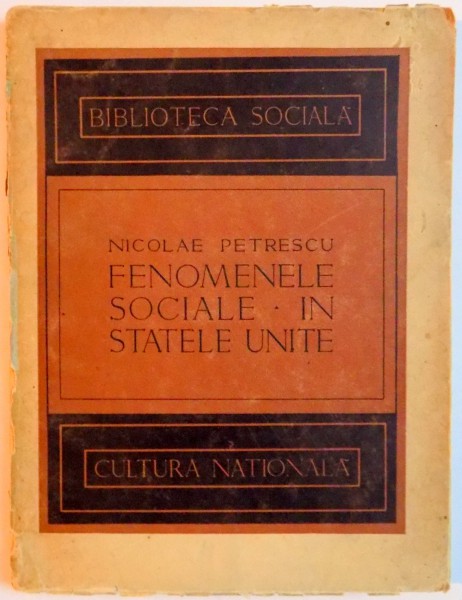 BIBLIOTECA SOCIALĂ
NICOLAE PETRESCU
FENOMENELE
SOCIALE · IN
STATELE UNITE
CULTURA NAȚIONALĂ